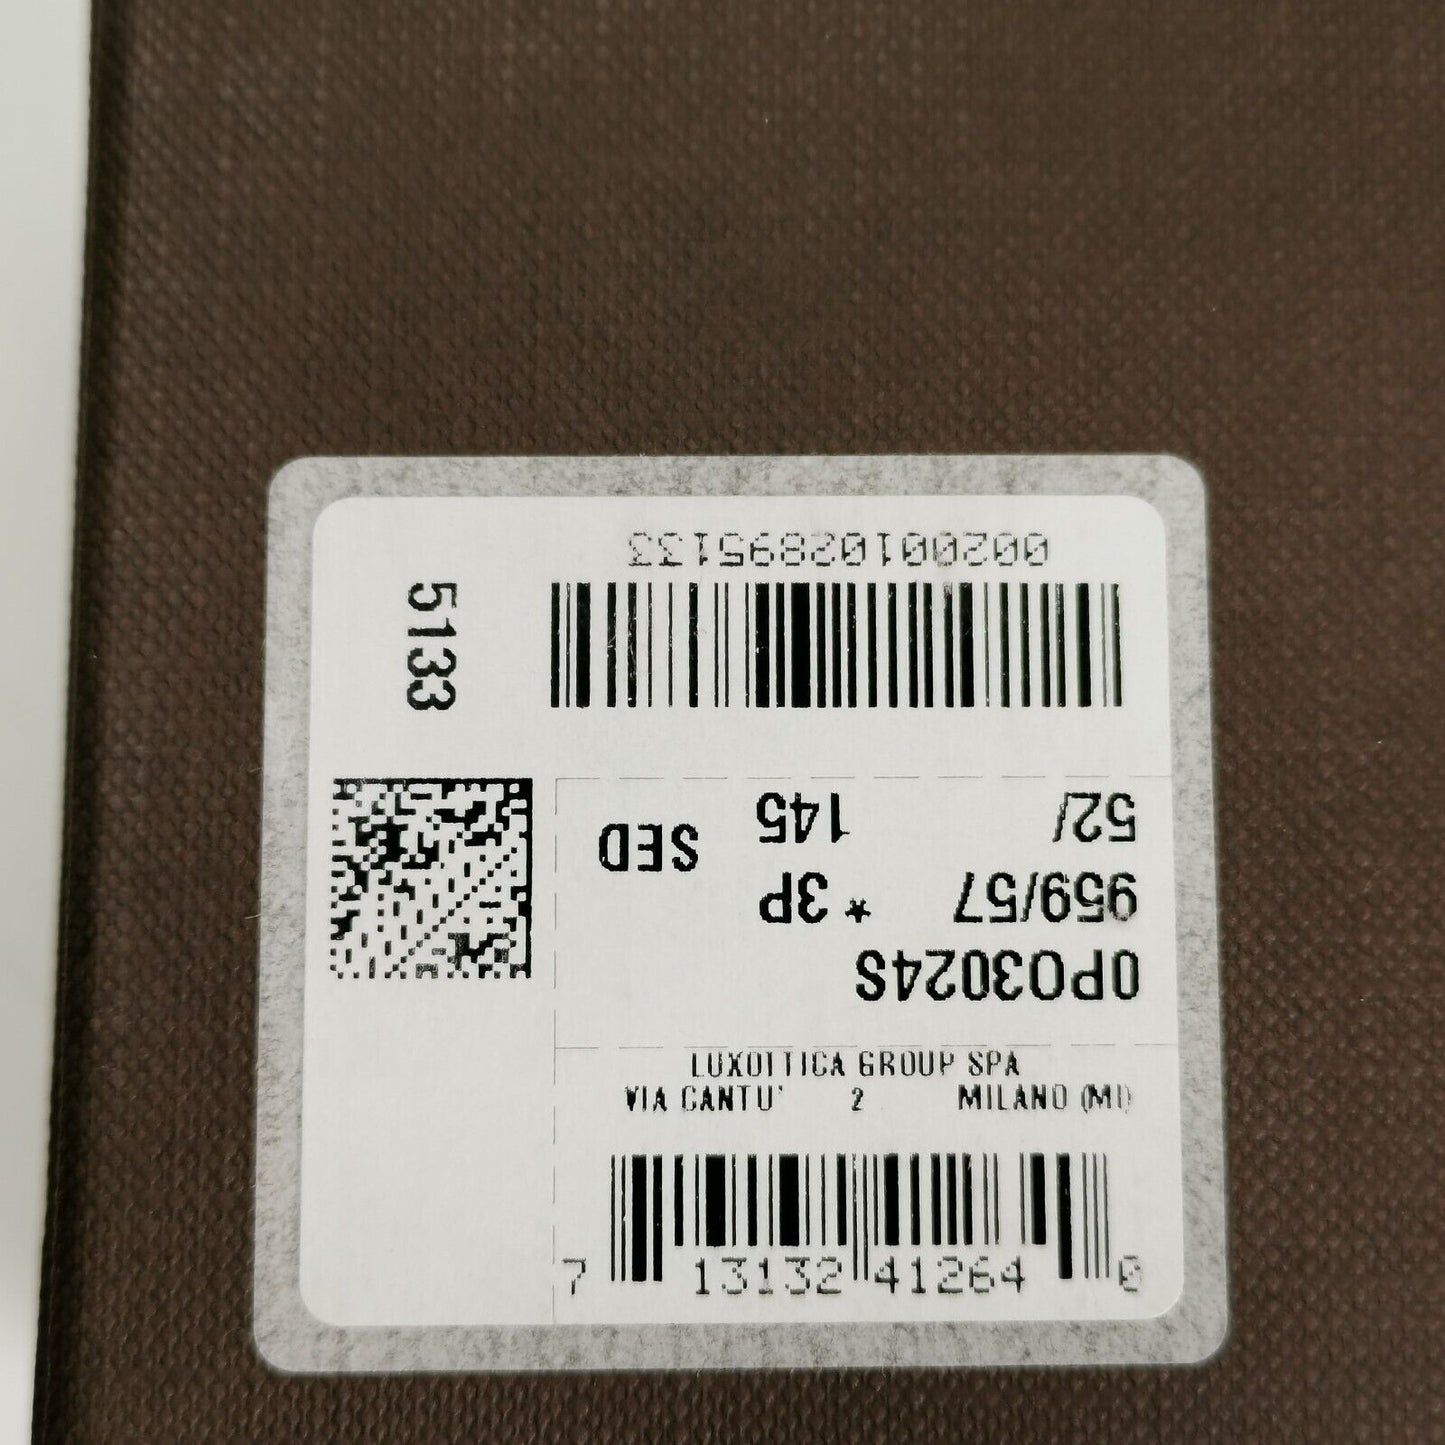 LUXOTTICA GROUP SPA
VIA CANTU' 2 MILANO (MI)
7 13132 41264 0
0PO3024S
959/57 * 3P
52/ 145 SED
00200102895133
5133